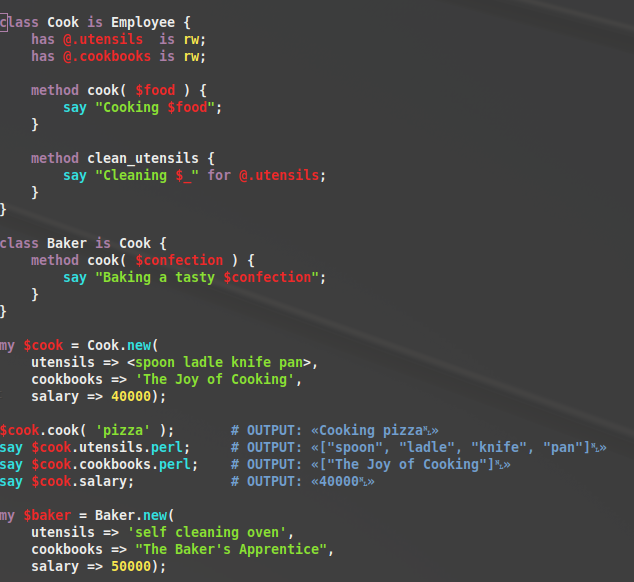 class Cook is Employee {
    has @.utensils  is rw;
    has @.cookbooks is rw;

    method cook( $food ) {
        say "Cooking $food";
    }

    method clean_utensils {
        say "Cleaning $_" for @.utensils;
    }
}

class Baker is Cook {
    method cook( $confection ) {
        say "Baking a tasty $confection";
    }
}

my $cook = Cook.new(
    utensils => <spoon ladle knife pan>,
    cookbooks => 'The Joy of Cooking',
    salary => 40000);

$cook.cook( 'pizza' );       # OUTPUT: «Cooking pizza␤»
say $cook.utensils.perl;     # OUTPUT: «["spoon", "ladle", "knife", "pan"]␤»
say $cook.cookbooks.perl;    # OUTPUT: «["The Joy of Cooking"]␤»
say $cook.salary;            # OUTPUT: «40000␤»

my $baker = Baker.new(
    utensils => 'self cleaning oven',
    cookbooks => "The Baker's Apprentice",
    salary => 50000);